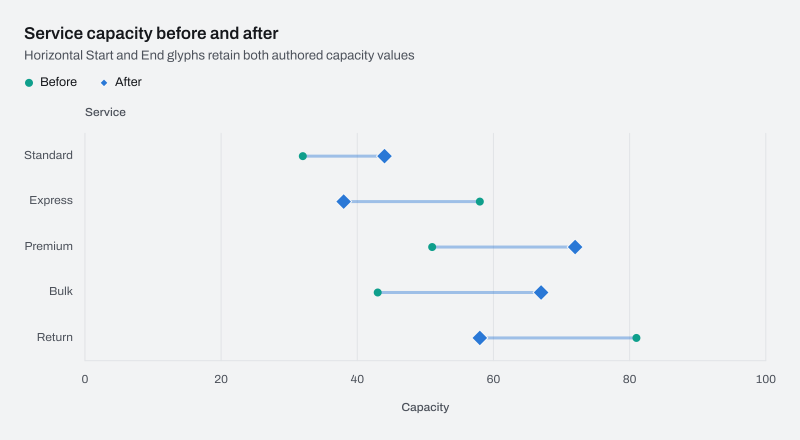 Service capacity before and after
Horizontal Start and End glyphs retain both authored capacity values
Before After
Service
Standard
Express
Premium
Bulk
Return
0 20 40 60 80 100
Capacity